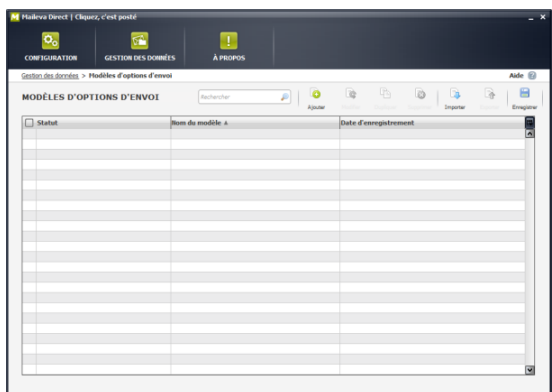 Maileva Direct | Cliquez, c'est posté
CONFIGURATION
GESTION DES DONNÉES
À PROPOS
Gestion des données > Modèles d'options d'envoi
Aide
MODÈLES D'OPTIONS D'ENVOI
Rechercher
Ajouter
Importer
Enregistrer
Statut
Nom du modèle
Date d'enregistrement